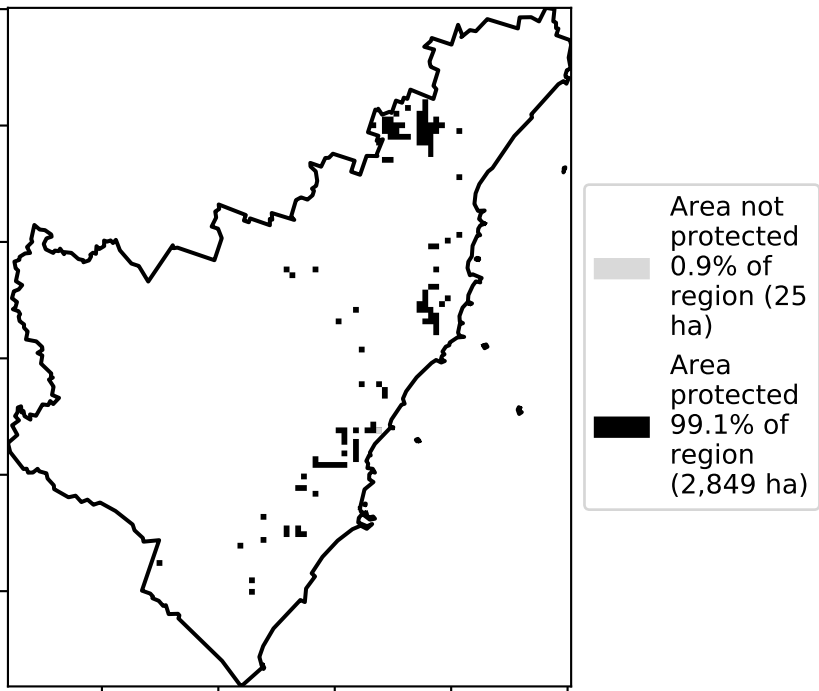 Area not
protected
0.9% of
region (25
ha)
Area
protected
99.1% of
region
(2,849 ha)